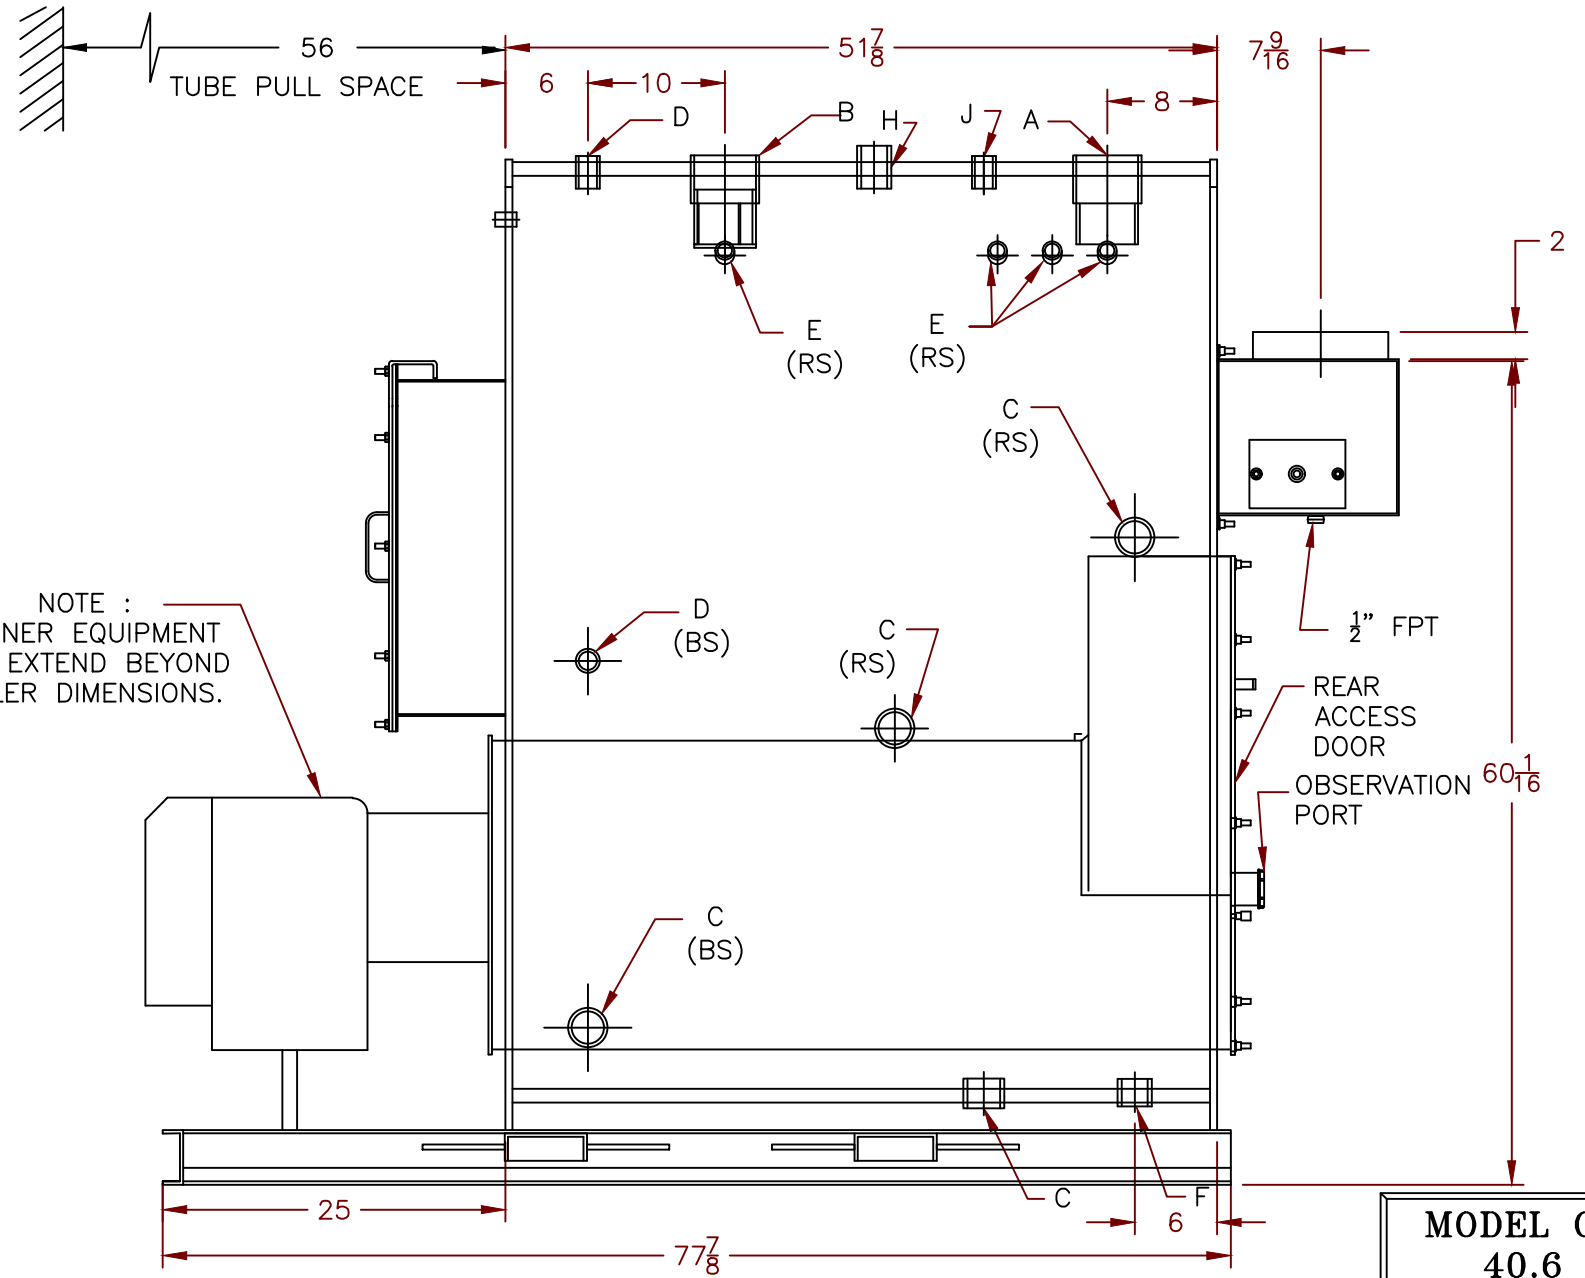 56
51 7/8
7 9/16
TUBE PULL SPACE
6
10
8
D
B
H
J
A
2
E
(RS)
E
(RS)
C
(RS)
NOTE :
NER EQUIPMENT
EXTEND BEYOND
LER DIMENSIONS.
D
(BS)
C
(RS)
1/2" FPT
REAR
ACCESS
DOOR
60 1/16
OBSERVATION
PORT
C
(BS)
C
F
25
6
77 7/8
MODEL
40.6